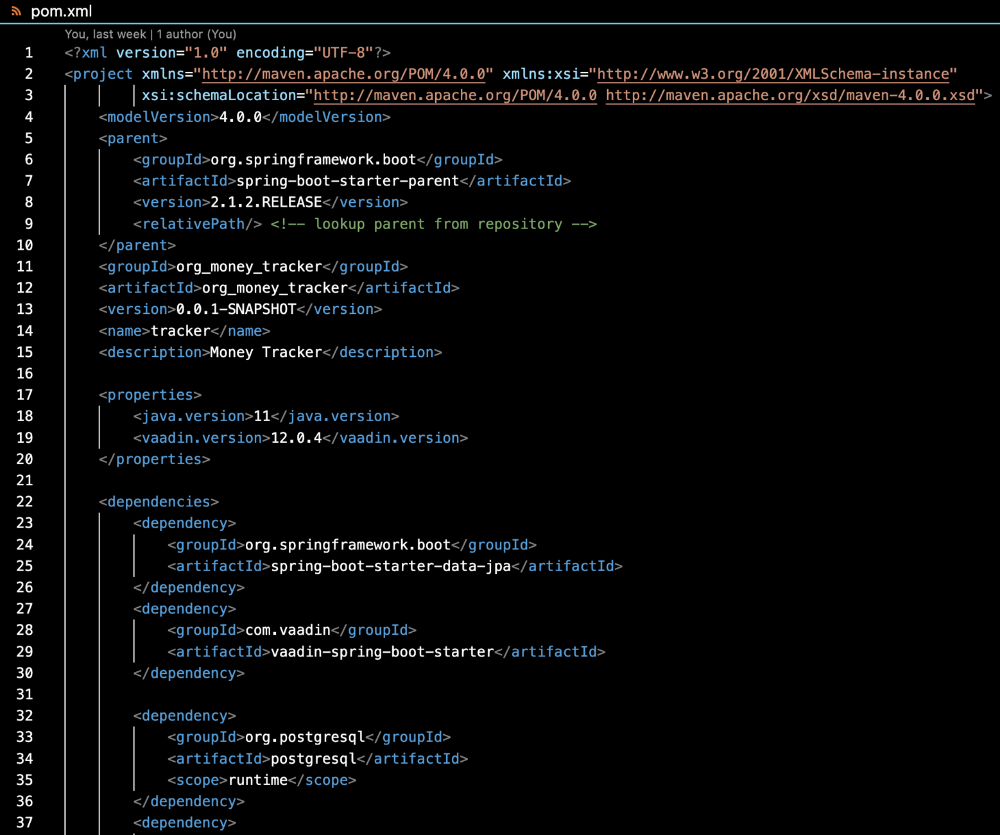 pom.xml
You, last week | 1 author (You)
1 <?xml version="1.0" encoding="UTF-8"?>
2 <project xmlns="http://maven.apache.org/POM/4.0.0" xmlns:xsi="http://www.w3.org/2001/XMLSchema-instance"
3 xsi:schemaLocation="http://maven.apache.org/POM/4.0.0 http://maven.apache.org/xsd/maven-4.0.0.xsd">
4 <modelVersion>4.0.0</modelVersion>
5 <parent>
6 <groupId>org.springframework.boot</groupId>
7 <artifactId>spring-boot-starter-parent</artifactId>
8 <version>2.1.2.RELEASE</version>
9 <relativePath/> <!-- lookup parent from repository -->
10 </parent>
11 <groupId>org_money_tracker</groupId>
12 <artifactId>org_money_tracker</artifactId>
13 <version>0.0.1-SNAPSHOT</version>
14 <name>tracker</name>
15 <description>Money Tracker</description>
16
17 <properties>
18 <java.version>11</java.version>
19 <vaadin.version>12.0.4</vaadin.version>
20 </properties>
21
22 <dependencies>
23 <dependency>
24 <groupId>org.springframework.boot</groupId>
25 <artifactId>spring-boot-starter-data-jpa</artifactId>
26 </dependency>
27 <dependency>
28 <groupId>com.vaadin</groupId>
29 <artifactId>vaadin-spring-boot-starter</artifactId>
30 </dependency>
31
32 <dependency>
33 <groupId>org.postgresql</groupId>
34 <artifactId>postgresql</artifactId>
35 <scope>runtime</scope>
36 </dependency>
37 <dependency>